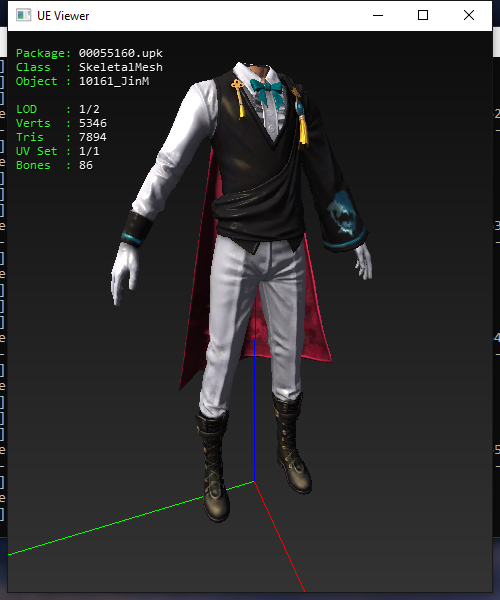 UE Viewer
Package: 00055160.upk
Class  : SkeletalMesh
Object : 10161_JinM
LOD    : 1/2
Verts  : 5346
Tris   : 7894
UV Set : 1/1
Bones  : 86